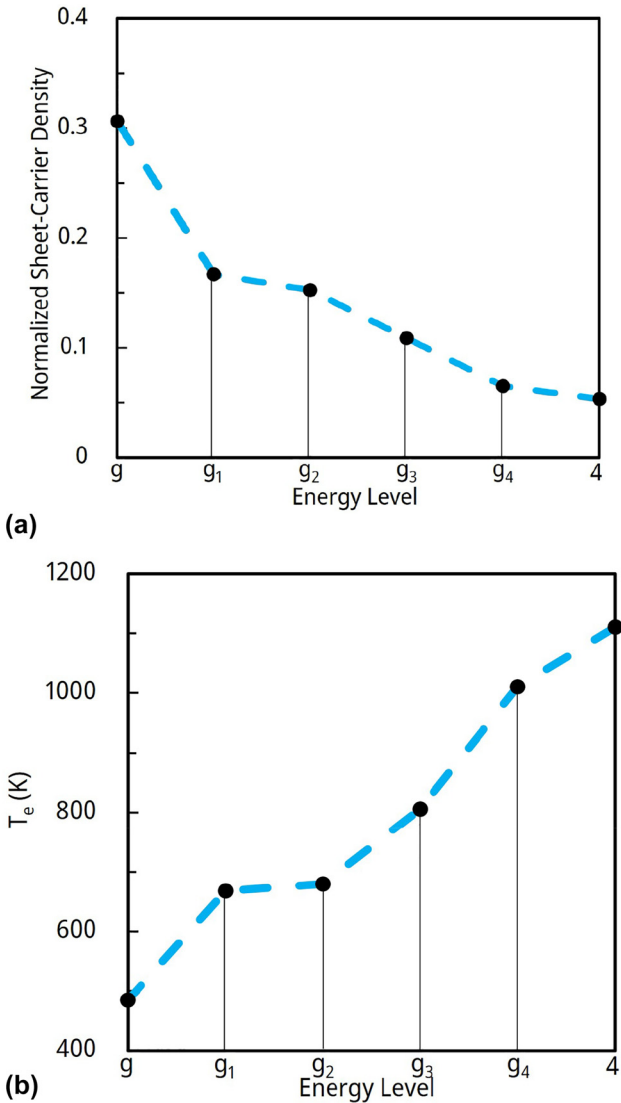 0.4
0.3
0.2
0.1
0
Normalized Sheet-Carrier Density
g g₁ g₂ g₃ g₄ 4
Energy Level
(a)
1200
1000
800
600
400
Tₑ (K)
g g₁ g₂ g₃ g₄ 4
Energy Level
(b)